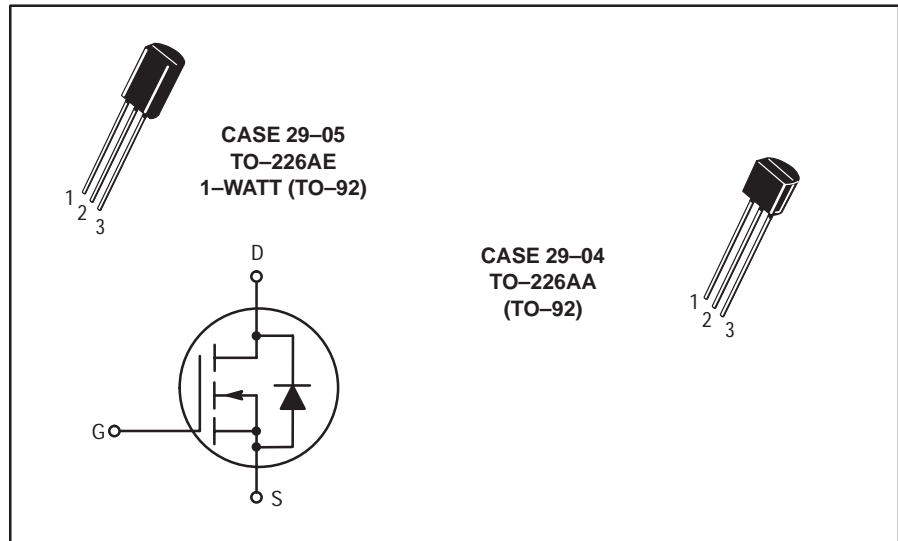 CASE 29–05
TO–226AE
1–WATT (TO–92)
1
2
3
CASE 29–04
TO–226AA
(TO–92)
1
2
3
D
G
S